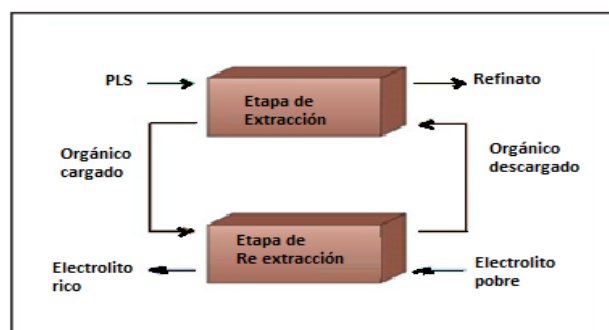 PLS
Refinato
Etapa de
Extracción
Orgánico
cargado
Orgánico
descargado
Etapa de
Re extracción
Electrolito
rico
Electrolito
pobre